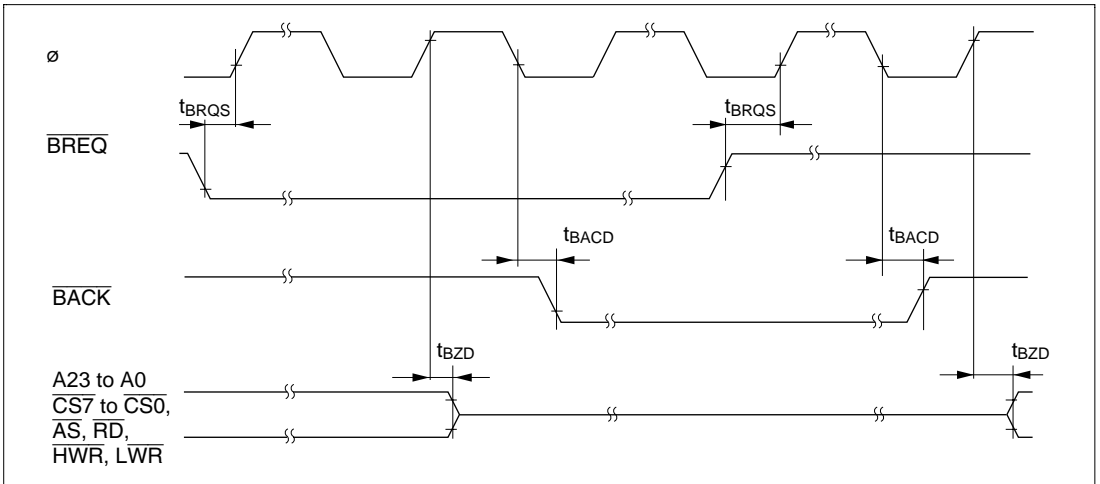 ø
tBRQS
tBRQS
BREQ
tBACD
tBACD
BACK
tBZD
tBZD
A23 to A0
CS7 to CS0,
AS, RD,
HWR, LWR